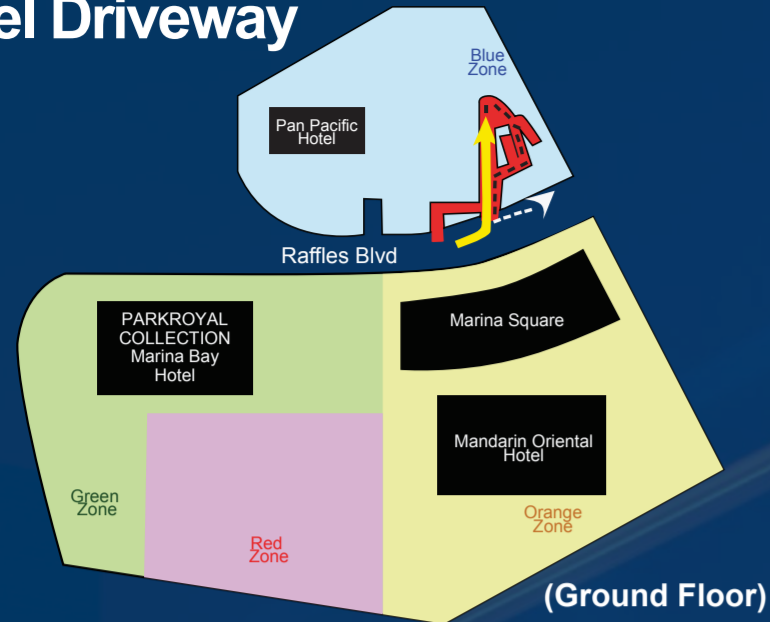 el Driveway
Blue
Zone
Pan Pacific
Hotel
Raffles Blvd
PARKROYAL
COLLECTION
Marina Bay
Hotel
Marina Square
Mandarin Oriental
Hotel
Green
Zone
Orange
Zone
Red
Zone
(Ground Floor)